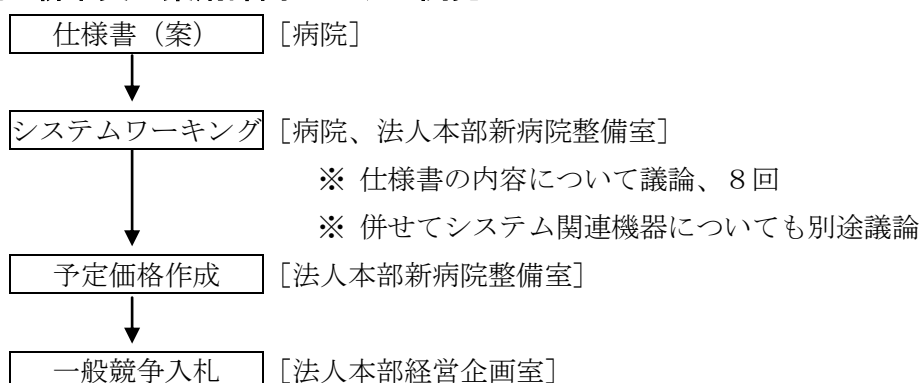 仕様書（案） ［病院］
システムワーキング ［病院、法人本部新病院整備室］
※ 仕様書の内容について議論、８回
※ 併せてシステム関連機器についても別途議論
予定価格作成 ［法人本部新病院整備室］
一般競争入札 ［法人本部経営企画室］